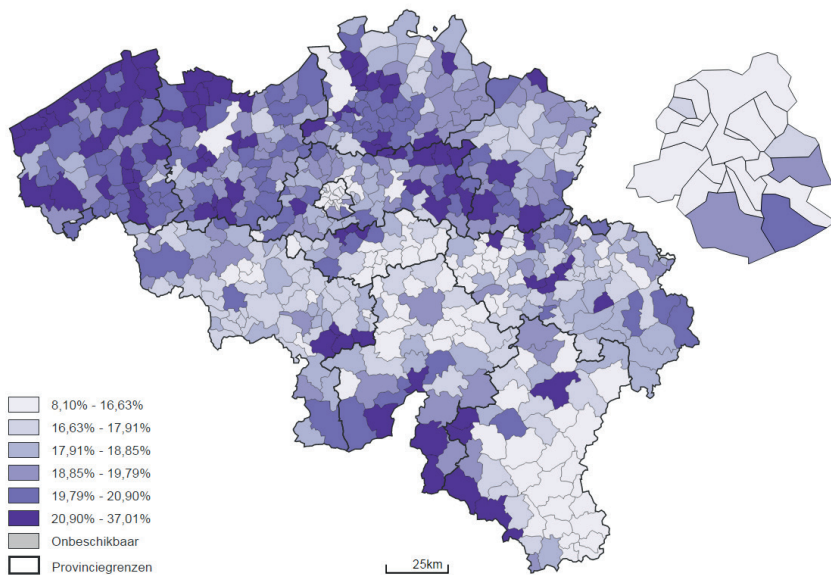 8,10% - 16,63%
16,63% - 17,91%
17,91% - 18,85%
18,85% - 19,79%
19,79% - 20,90%
20,90% - 37,01%
Onbeschikbaar
Provinciegrenzen
25km